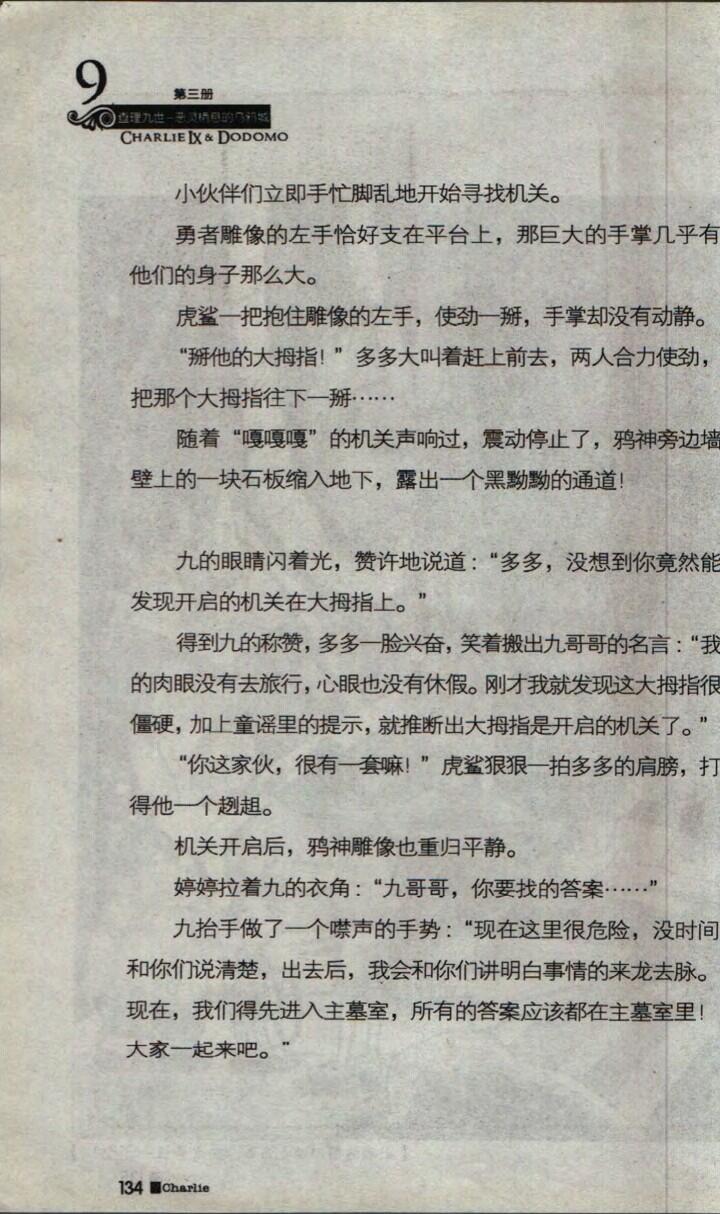 9
第三册
查理九世-恶灵栖息的乌鸦城
CHARLIE IX & DODOMO
小伙伴们立即手忙脚乱地开始寻找机关。
勇者雕像的左手恰好支在平台上，那巨大的手掌几乎有
他们的身子那么大。
虎鲨一把抱住雕像的左手，使劲一掰，手掌却没有动静。
“掰他的大拇指！”多多大叫着赶上前去，两人合力使劲，
把那个大拇指往下一掰……
随着“嘎嘎嘎”的机关声响过，震动停止了，鸦神旁边墙
壁上的一块石板缩入地下，露出一个黑黝黝的通道！
九的眼睛闪着光，赞许地说道：“多多，没想到你竟然能
发现开启的机关在大拇指上。”
得到九的称赞，多多一脸兴奋，笑着搬出九哥哥的名言：“我
的肉眼没有去旅行，心眼也没有休假。刚才我就发现这大拇指很
僵硬，加上童谣里的提示，就推断出大拇指是开启的机关了。”
“你这家伙，很有一套嘛！”虎鲨狠狠一拍多多的肩膀，打
得他一个趔趄。
机关开启后，鸦神雕像也重归平静。
婷婷拉着九的衣角：“九哥哥，你要找的答案……”
九抬手做了一个噤声的手势：“现在这里很危险，没时间
和你们说清楚，出去后，我会和你们讲明白事情的来龙去脉。
现在，我们得先进入主墓室，所有的答案应该都在主墓室里！
大家一起来吧。”
134 Charlie